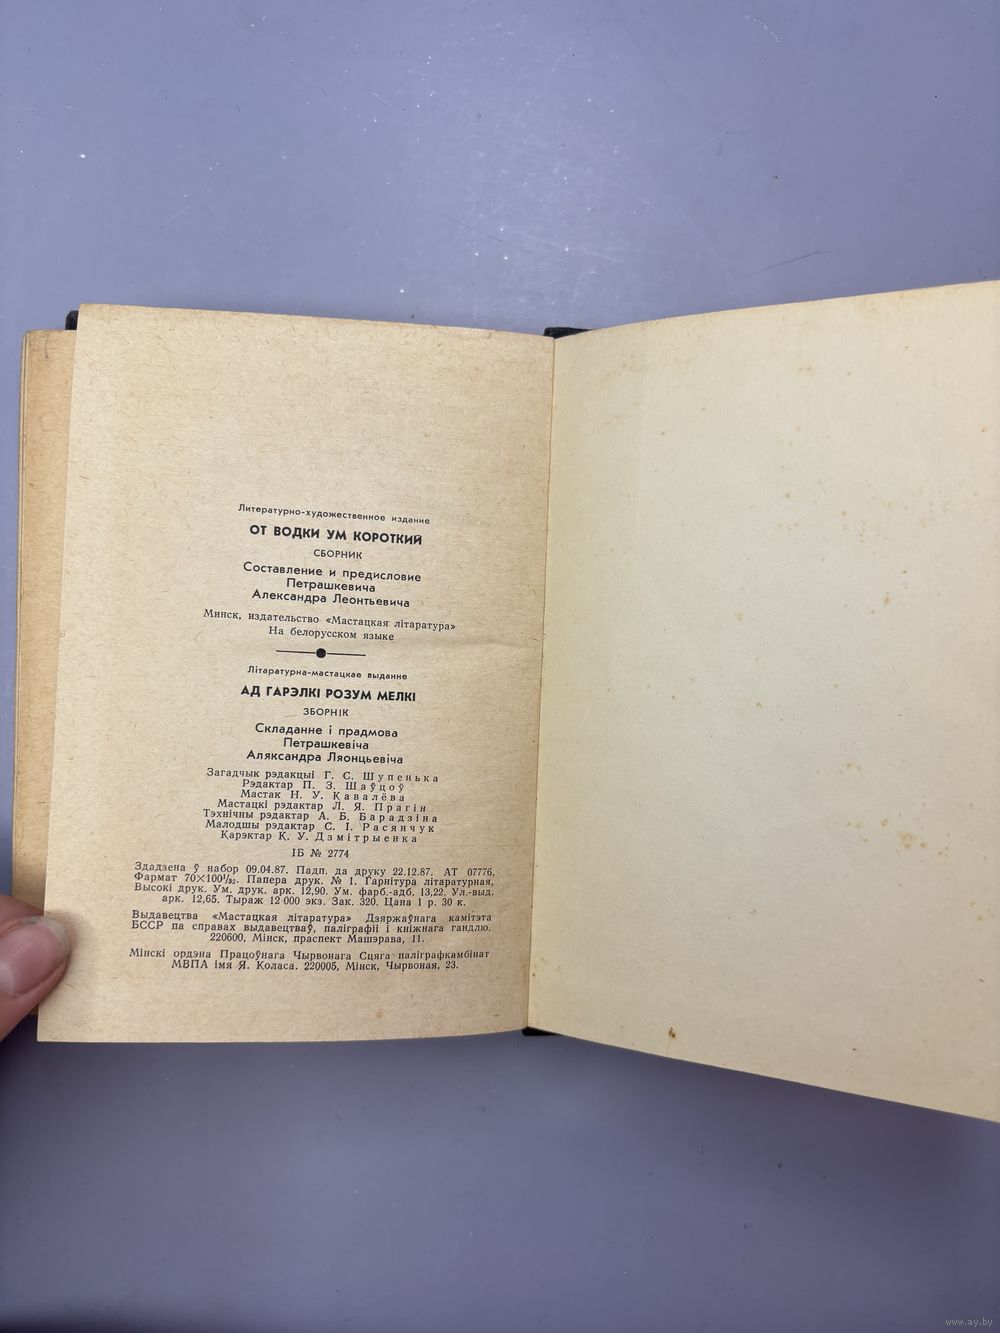 Литературно-художественное издание
ОТ ВОДКИ УМ КОРОТКИЙ
СБОРНИК
Составление и предисловие
Петрашкевича
Александра Леонтьевича
Минск, издательство «Мастацкая літаратура»
На белорусском языке
Літаратурна-мастацкае выданне
АД ГАРЭЛКІ РОЗУМ МЕЛКІ
ЗБОРНІК
Складанне і прадмова
Петрашкевіча
Аляксандра Ляонцьевіча
Загадчык рэдакцыі Г. С. Шупенька
Рэдактар П. З. Шаўцоў
Мастак Н. У. Кавалёва
Мастацкі рэдактар Л. Я. Прагін
Тэхнічны рэдактар А. Б. Барадзіна
Малодшы рэдактар С. І. Расянчук
Карэктар К. У. Дзмітрыенка
ІБ № 2774
Здадзена ў набор 09.04.87. Падп. да друку 22.12.87. АТ 07776.
Фармат 70×100¹/₃₂. Папера друк. № 1. Гарнітура літаратурная.
Высокі друк. Ум. друк. арк. 12,90. Ум. фарб.-адб. 13,22. Ул.-выд.
арк. 12,65. Тыраж 12 000 экз. Зак. 320. Цана 1 р. 30 к.
Выдавецтва «Мастацкая літаратура» Дзяржаўнага камітэта
БССР па справах выдавецтваў, паліграфіі і кніжнага гандлю.
220600, Мінск, праспект Машэрава, 11.
Мінскі ордэна Працоўнага Чырвонага Сцяга паліграфкамбінат
МВПА імя Я. Коласа. 220005, Мінск, Чырвоная, 23.
www.ay.by